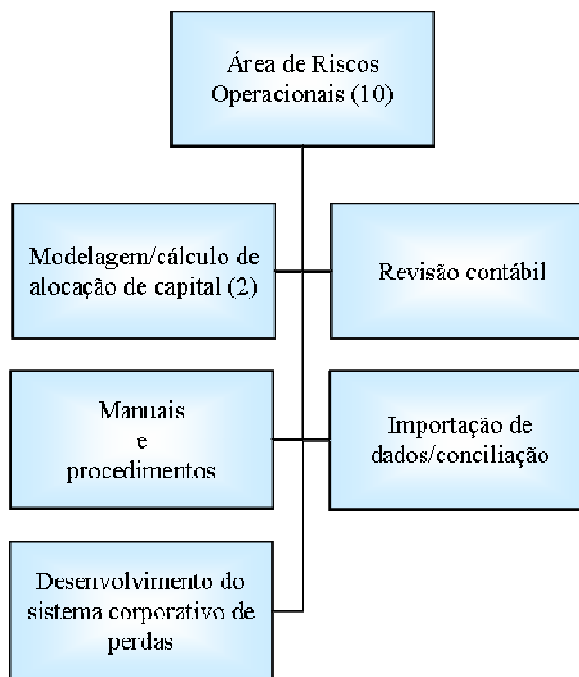 Área de Riscos
Operacionais (10)
Modelagem/cálculo de
alocação de capital (2)
Revisão contábil
Manuais
e
procedimentos
Importação de
dados/conciliação
Desenvolvimento do
sistema corporativo de
perdas